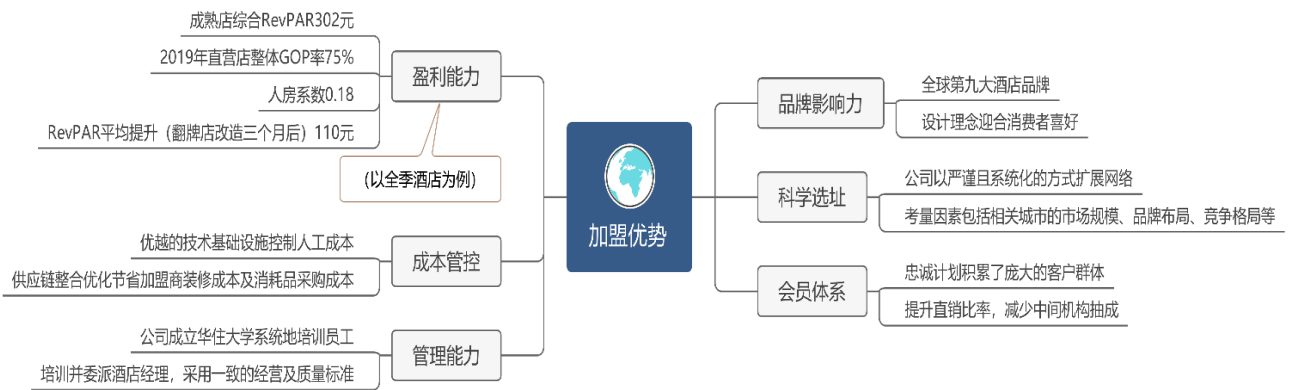 成熟店综合RevPAR302元
2019年直营店整体GOP率75%
人房系数0.18
RevPAR平均提升（翻牌店改造三个月后）110元
盈利能力
（以全季酒店为例）
优越的技术基础设施控制人工成本
供应链整合优化节省加盟商装修成本及消耗品采购成本
成本管控
公司成立华住大学系统地培训员工
培训并委派酒店经理，采用一致的经营及质量标准
管理能力
加盟优势
品牌影响力
全球第九大酒店品牌
设计理念迎合消费者喜好
科学选址
公司以严谨且系统化的方式扩展网络
考量因素包括相关城市的市场规模、品牌布局、竞争格局等
会员体系
忠诚计划积累了庞大的客户群体
提升直销比率，减少中间机构抽成